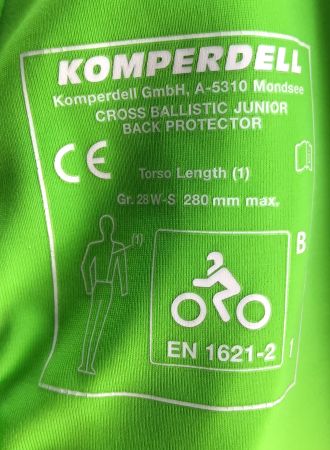 KOMPERDELL
Komperdell GmbH, A-5310 Mondsee
CROSS BALLISTIC JUNIOR
BACK PROTECTOR
CE
Torso Length (1)
Gr. 28W-S 280 mm max.
(1)
B
EN 1621-2
1